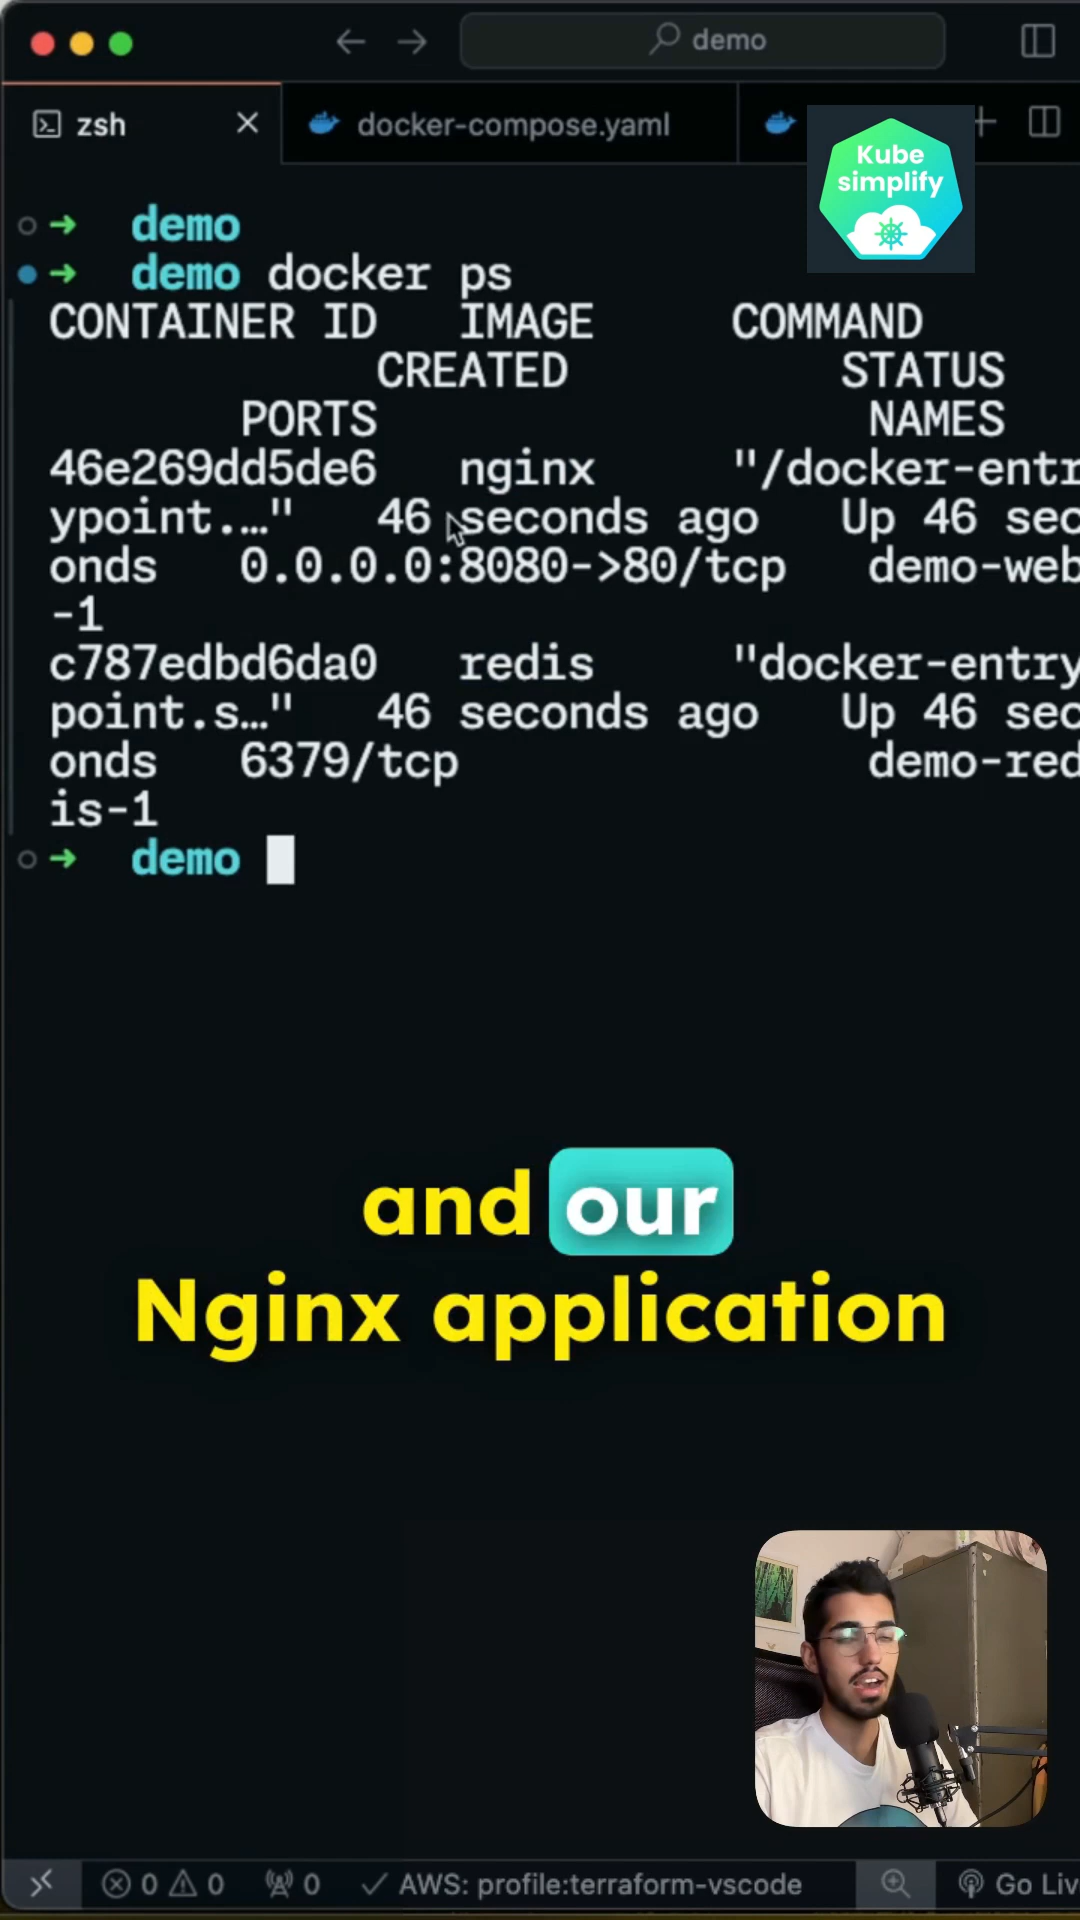 demo
zsh
docker-compose.yaml
Kube
simplify
demo
demo docker ps
CONTAINER ID IMAGE COMMAND
CREATED STATUS
PORTS NAMES
46e269dd5de6 nginx "/docker-entr
ypoint.…" 46 seconds ago Up 46 sec
onds 0.0.0.0:8080->80/tcp demo-web
-1
c787edbd6da0 redis "docker-entry
point.s…" 46 seconds ago Up 46 sec
onds 6379/tcp demo-red
is-1
demo
and our
Nginx application
0 0 0 AWS: profile:terraform-vscode Go Liv